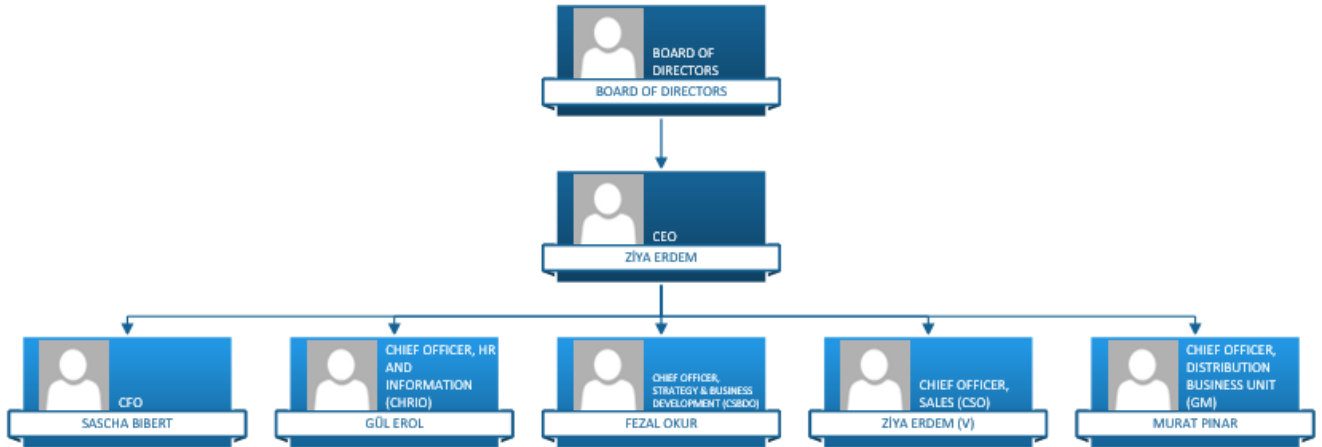 BOARD OF
DIRECTORS
BOARD OF DIRECTORS
CEO
ZİYA ERDEM
CFO
SASCHA BIBERT
CHIEF OFFICER, HR
AND
INFORMATION
(CHRIO)
GÜL EROL
CHIEF OFFICER,
STRATEGY & BUSINESS
DEVELOPMENT (CSBDO)
FEZAL OKUR
CHIEF OFFICER,
SALES (CSO)
ZİYA ERDEM (V)
CHIEF OFFICER,
DISTRIBUTION
BUSINESS UNIT
(GM)
MURAT PINAR